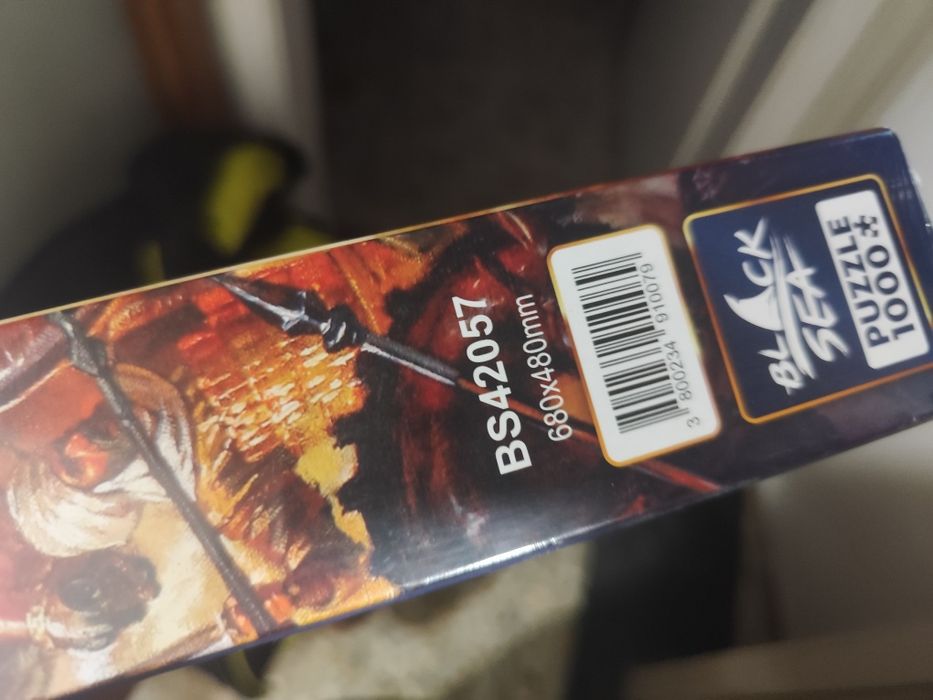 BLACK
SEA
PUZZLE
1000
3 800234 910079
BS42057
680x480mm